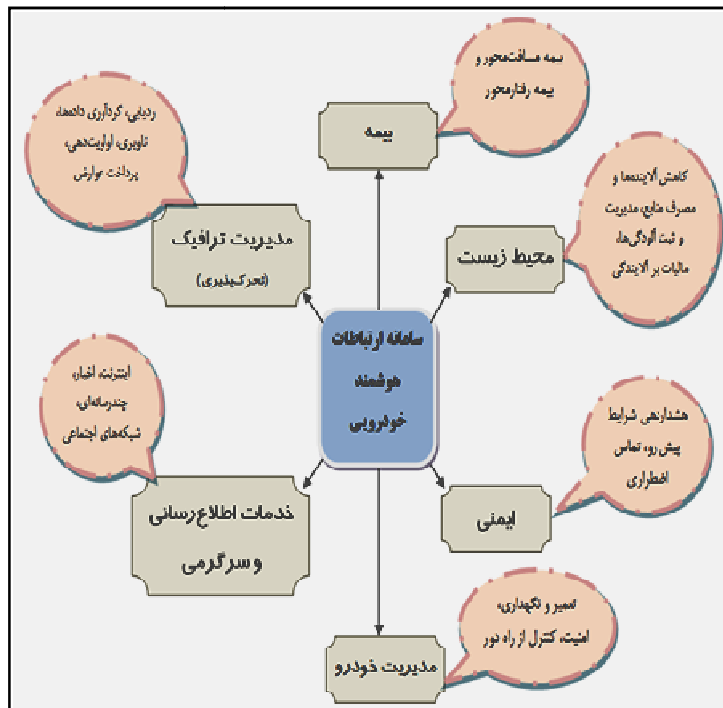 بیمه مسافت‌محور و
بیمه رفتارمحور
بیمه
ردیابی، گردآوری داده‌ها،
ناوبری، اولویت‌دهی،
پرداخت عوارض
مدیریت ترافیک
(تحرک‌پذیری)
کاهش آلاینده‌ها و
مصرف منابع، مدیریت
و ثبت آلودگی‌ها،
مالیات بر آلایندگی
محیط زیست
سامانه ارتباطات
هوشمند
خودرویی
اینترنت، اخبار،
چندرسانه‌ای،
شبکه‌های اجتماعی
خدمات اطلاع‌رسانی
و سرگرمی
هشداردهی شرایط
پیش‌رو، تماس
اضطراری
ایمنی
تعمیر و نگهداری،
امنیت، کنترل از راه دور
مدیریت خودرو